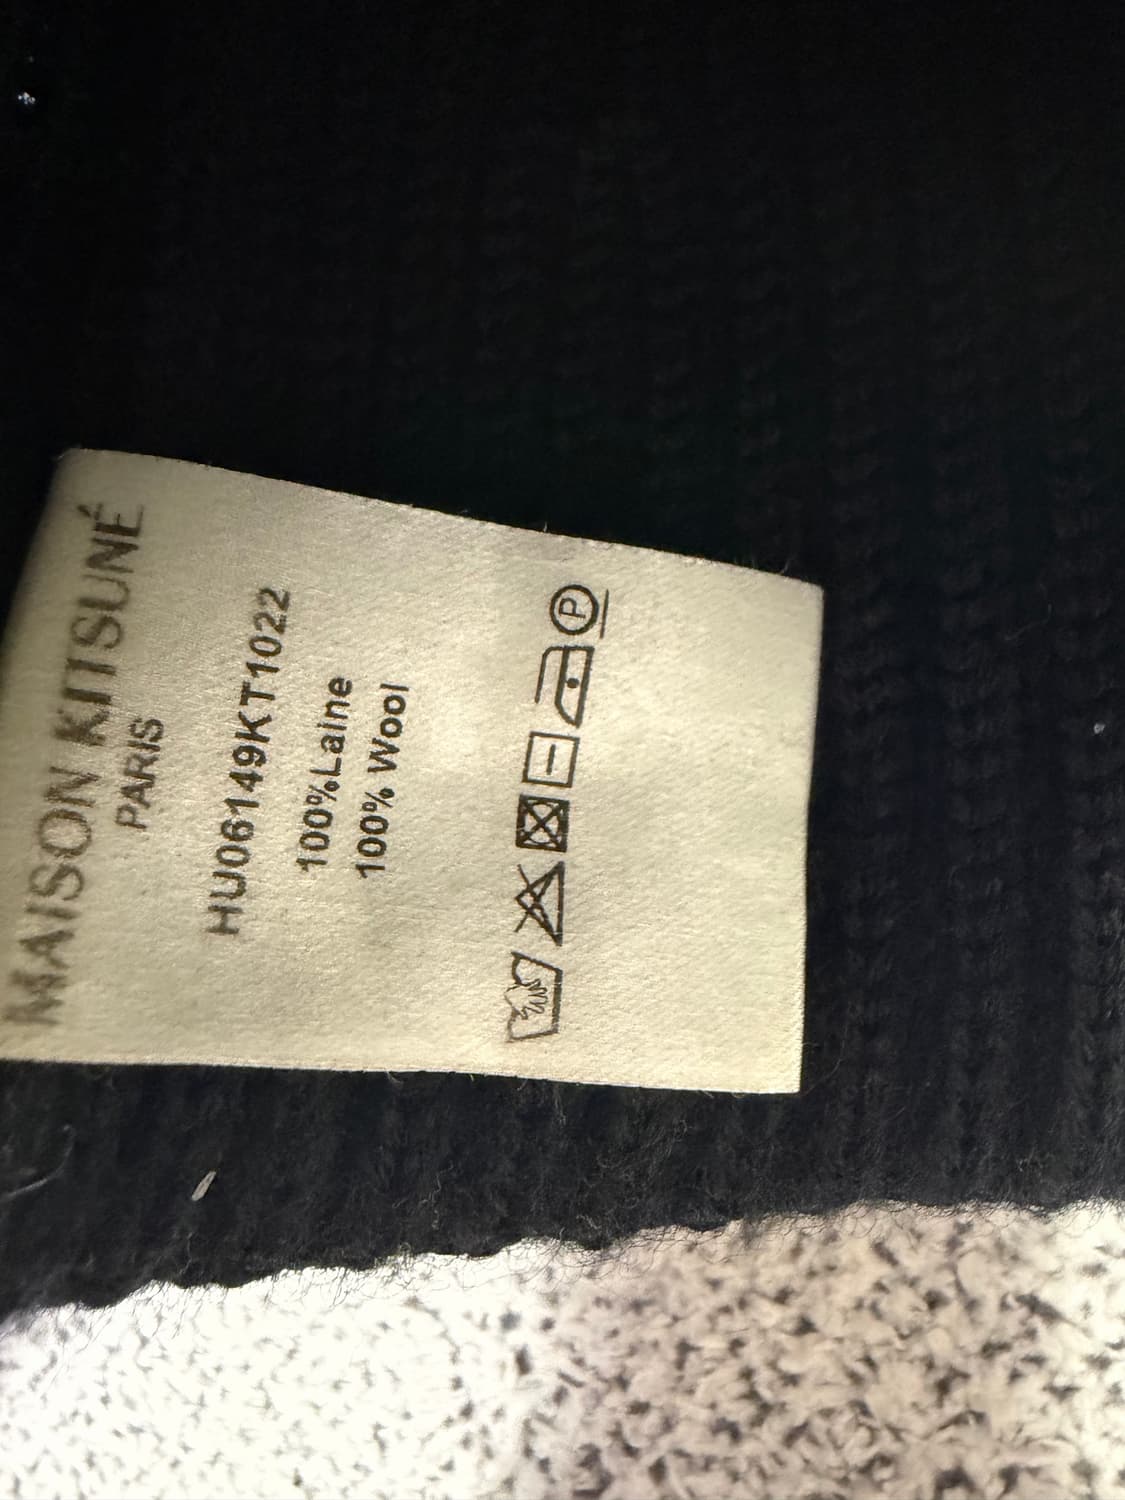 MAISON KITSUNÉ
PARIS
HU06149KT1022
100%Laine
100% Wool
P